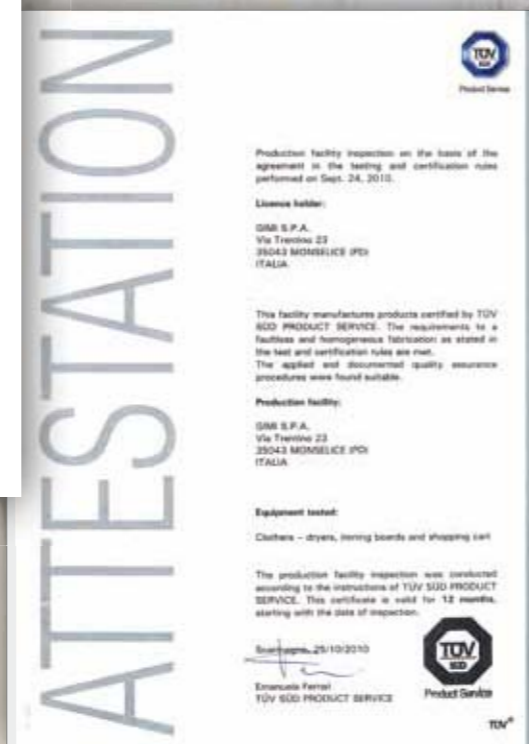 ATTESTATION
TÜV
SÜD
Product Service
Production facility inspection on the basis of the
agreement in the testing and certification rules
performed on Sept. 24, 2010.
Licence holder:
GIMI S.P.A.
Via Trentino 23
35043 MONSELICE (PD)
ITALIA
This facility manufactures products certified by TÜV
SÜD PRODUCT SERVICE. The requirements to a
faultless and homogeneous fabrication as stated in
the test and certification rules are met.
The applied and documented quality assurance
procedures were found suitable.
Production facility:
GIMI S.P.A.
Via Trentino 23
35043 MONSELICE (PD)
ITALIA
Equipment tested:
Clothers – dryers, ironing boards and shopping cart
The production facility inspection was conducted
according to the instructions of TÜV SÜD PRODUCT
SERVICE. This certificate is valid for 12 months,
starting with the date of inspection.
25/10/2010
Emanuele Ferrari
TÜV SÜD PRODUCT SERVICE
TÜV
SÜD
Product Service
TÜV®